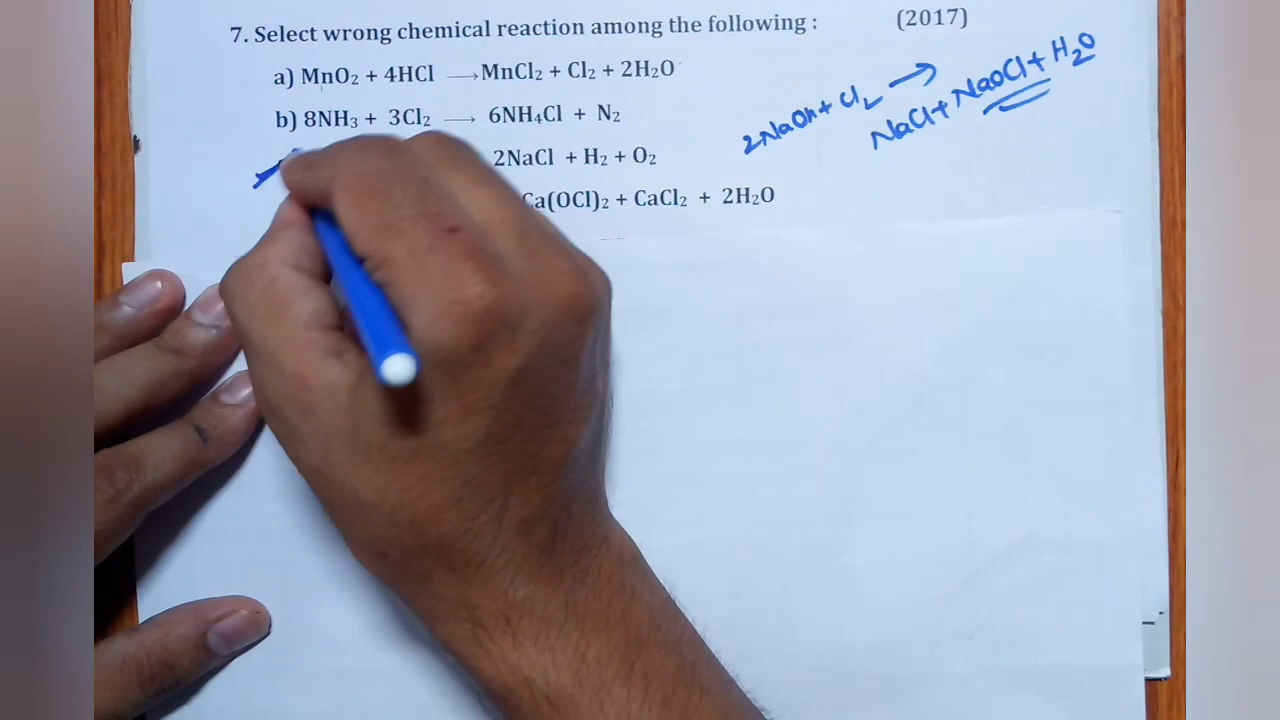 7. Select wrong chemical reaction among the following : (2017)
a) MnO₂ + 4HCl ⟶ MnCl₂ + Cl₂ + 2H₂O
b) 8NH₃ + 3Cl₂ ⟶ 6NH₄Cl + N₂
2NaCl + H₂ + O₂
Ca(OCl)₂ + CaCl₂ + 2H₂O
2NaOH + Cl₂ ⟶
NaCl + NaOCl + H₂O